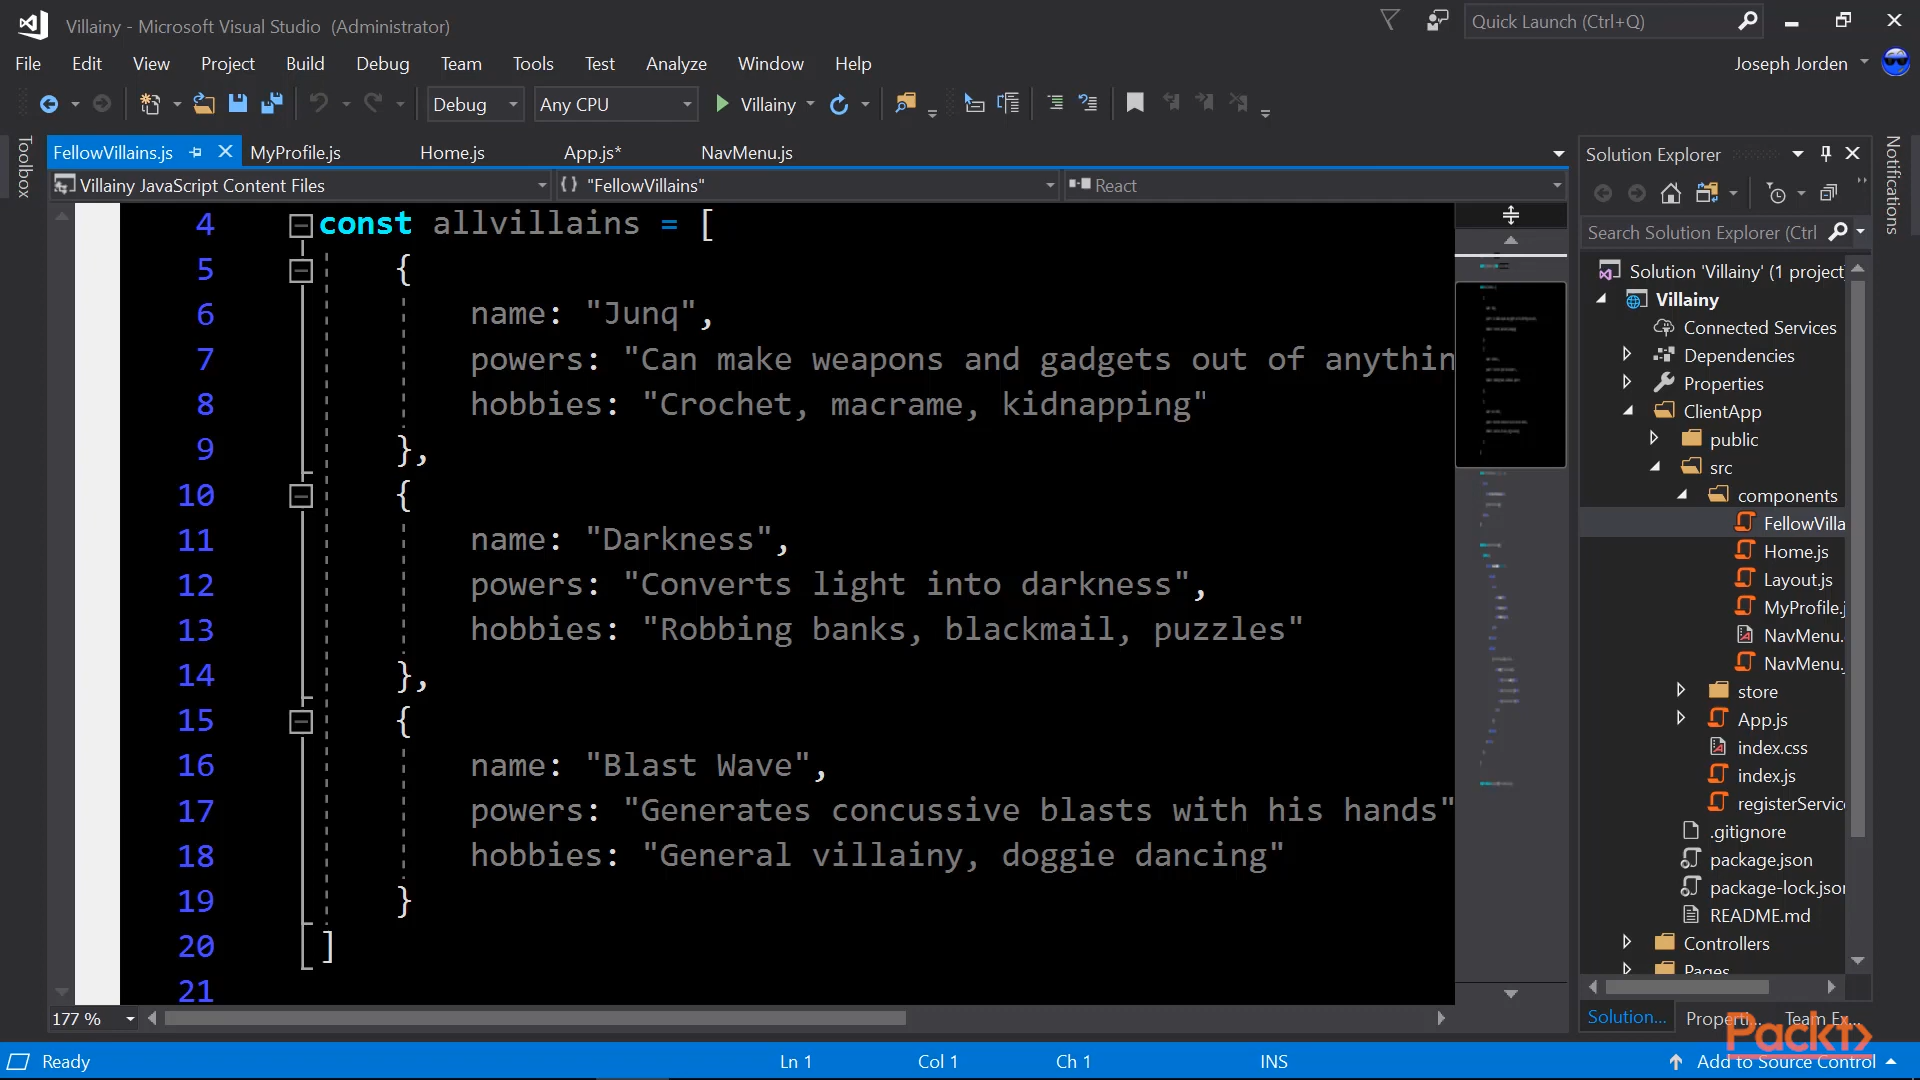 Villainy - Microsoft Visual Studio (Administrator)
Quick Launch (Ctrl+Q)
File Edit View Project Build Debug Team Tools Test Analyze Window Help
Joseph Jorden
Debug Any CPU Villainy
Toolbox
FellowVillains.js MyProfile.js Home.js App.js* NavMenu.js
Villainy JavaScript Content Files "FellowVillains" React
4 const allvillains = [
5 {
6 name: "Junq",
7 powers: "Can make weapons and gadgets out of anythin
8 hobbies: "Crochet, macrame, kidnapping"
9 },
10 {
11 name: "Darkness",
12 powers: "Converts light into darkness",
13 hobbies: "Robbing banks, blackmail, puzzles"
14 },
15 {
16 name: "Blast Wave",
17 powers: "Generates concussive blasts with his hands"
18 hobbies: "General villainy, doggie dancing"
19 }
20 ]
21
177 %
Solution Explorer
Notifications
Search Solution Explorer (Ctrl
Solution 'Villainy' (1 project
Villainy
Connected Services
Dependencies
Properties
ClientApp
public
src
components
FellowVilla
Home.js
Layout.js
MyProfile.j
NavMenu.
NavMenu.
store
App.js
index.css
index.js
registerService
.gitignore
package.json
package-lock.json
README.md
Controllers
Pages
Solution... Properti... Team Ex...
Packt>
Ready Ln 1 Col 1 Ch 1 INS Add to Source Control